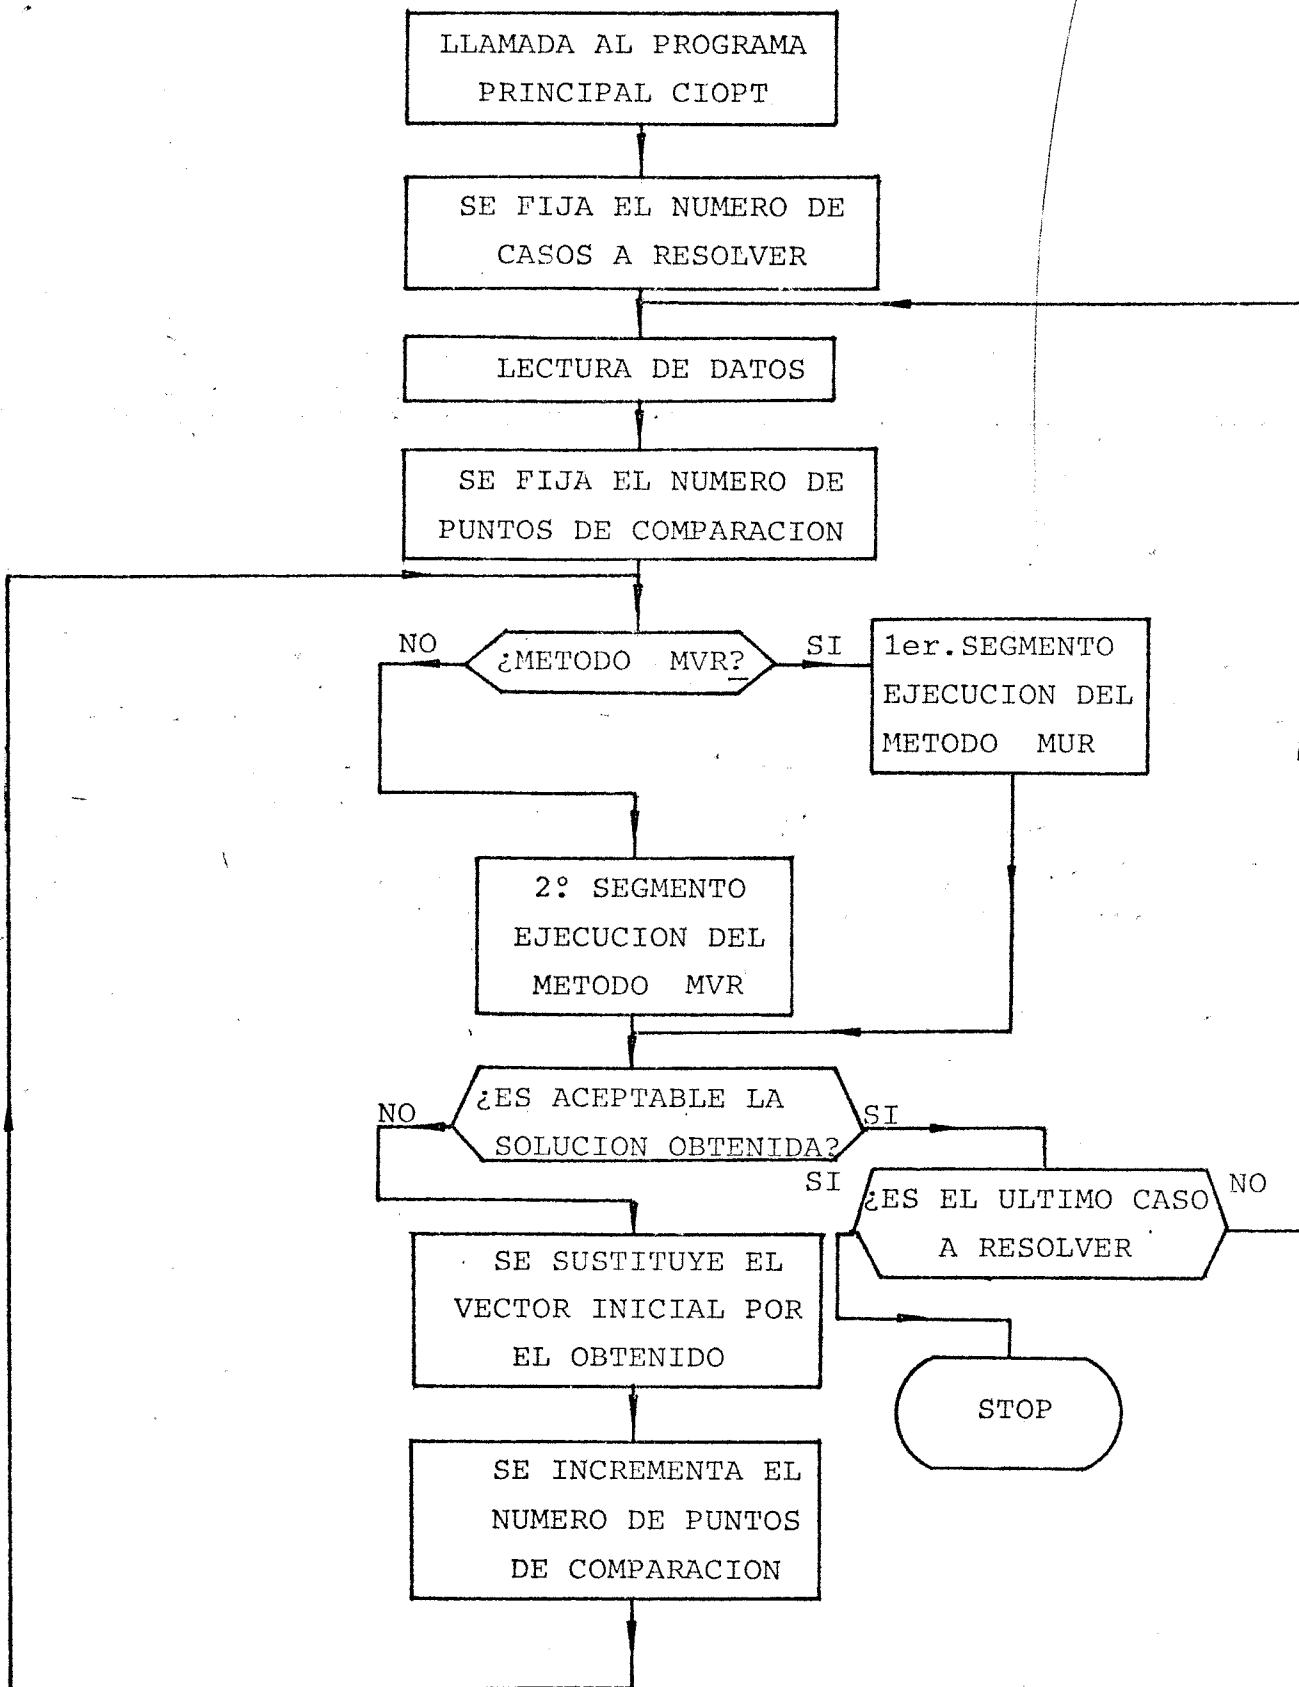 LLAMADA AL PROGRAMA
PRINCIPAL CIOPT
SE FIJA EL NUMERO DE
CASOS A RESOLVER
LECTURA DE DATOS
SE FIJA EL NUMERO DE
PUNTOS DE COMPARACION
NO
¿METODO MVR?
SI
1er.SEGMENTO
EJECUCION DEL
METODO MUR
2º SEGMENTO
EJECUCION DEL
METODO MVR
NO
¿ES ACEPTABLE LA
SOLUCION OBTENIDA?
SI
SI
¿ES EL ULTIMO CASO
A RESOLVER
NO
SE SUSTITUYE EL
VECTOR INICIAL POR
EL OBTENIDO
STOP
SE INCREMENTA EL
NUMERO DE PUNTOS
DE COMPARACION